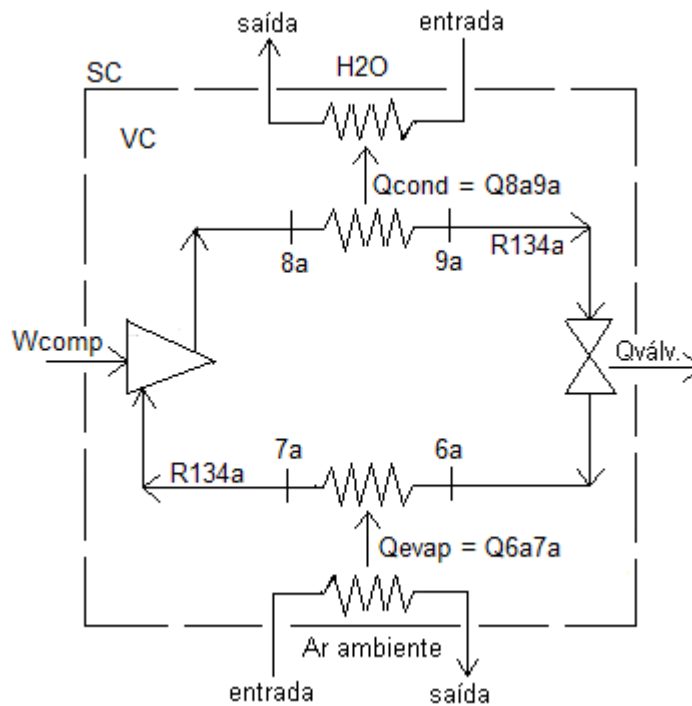 saída
entrada
SC
H2O
VC
Qcond = Q8a9a
8a
9a
R134a
Wcomp
Qválv.
7a
6a
R134a
Qevap = Q6a7a
Ar ambiente
entrada
saída